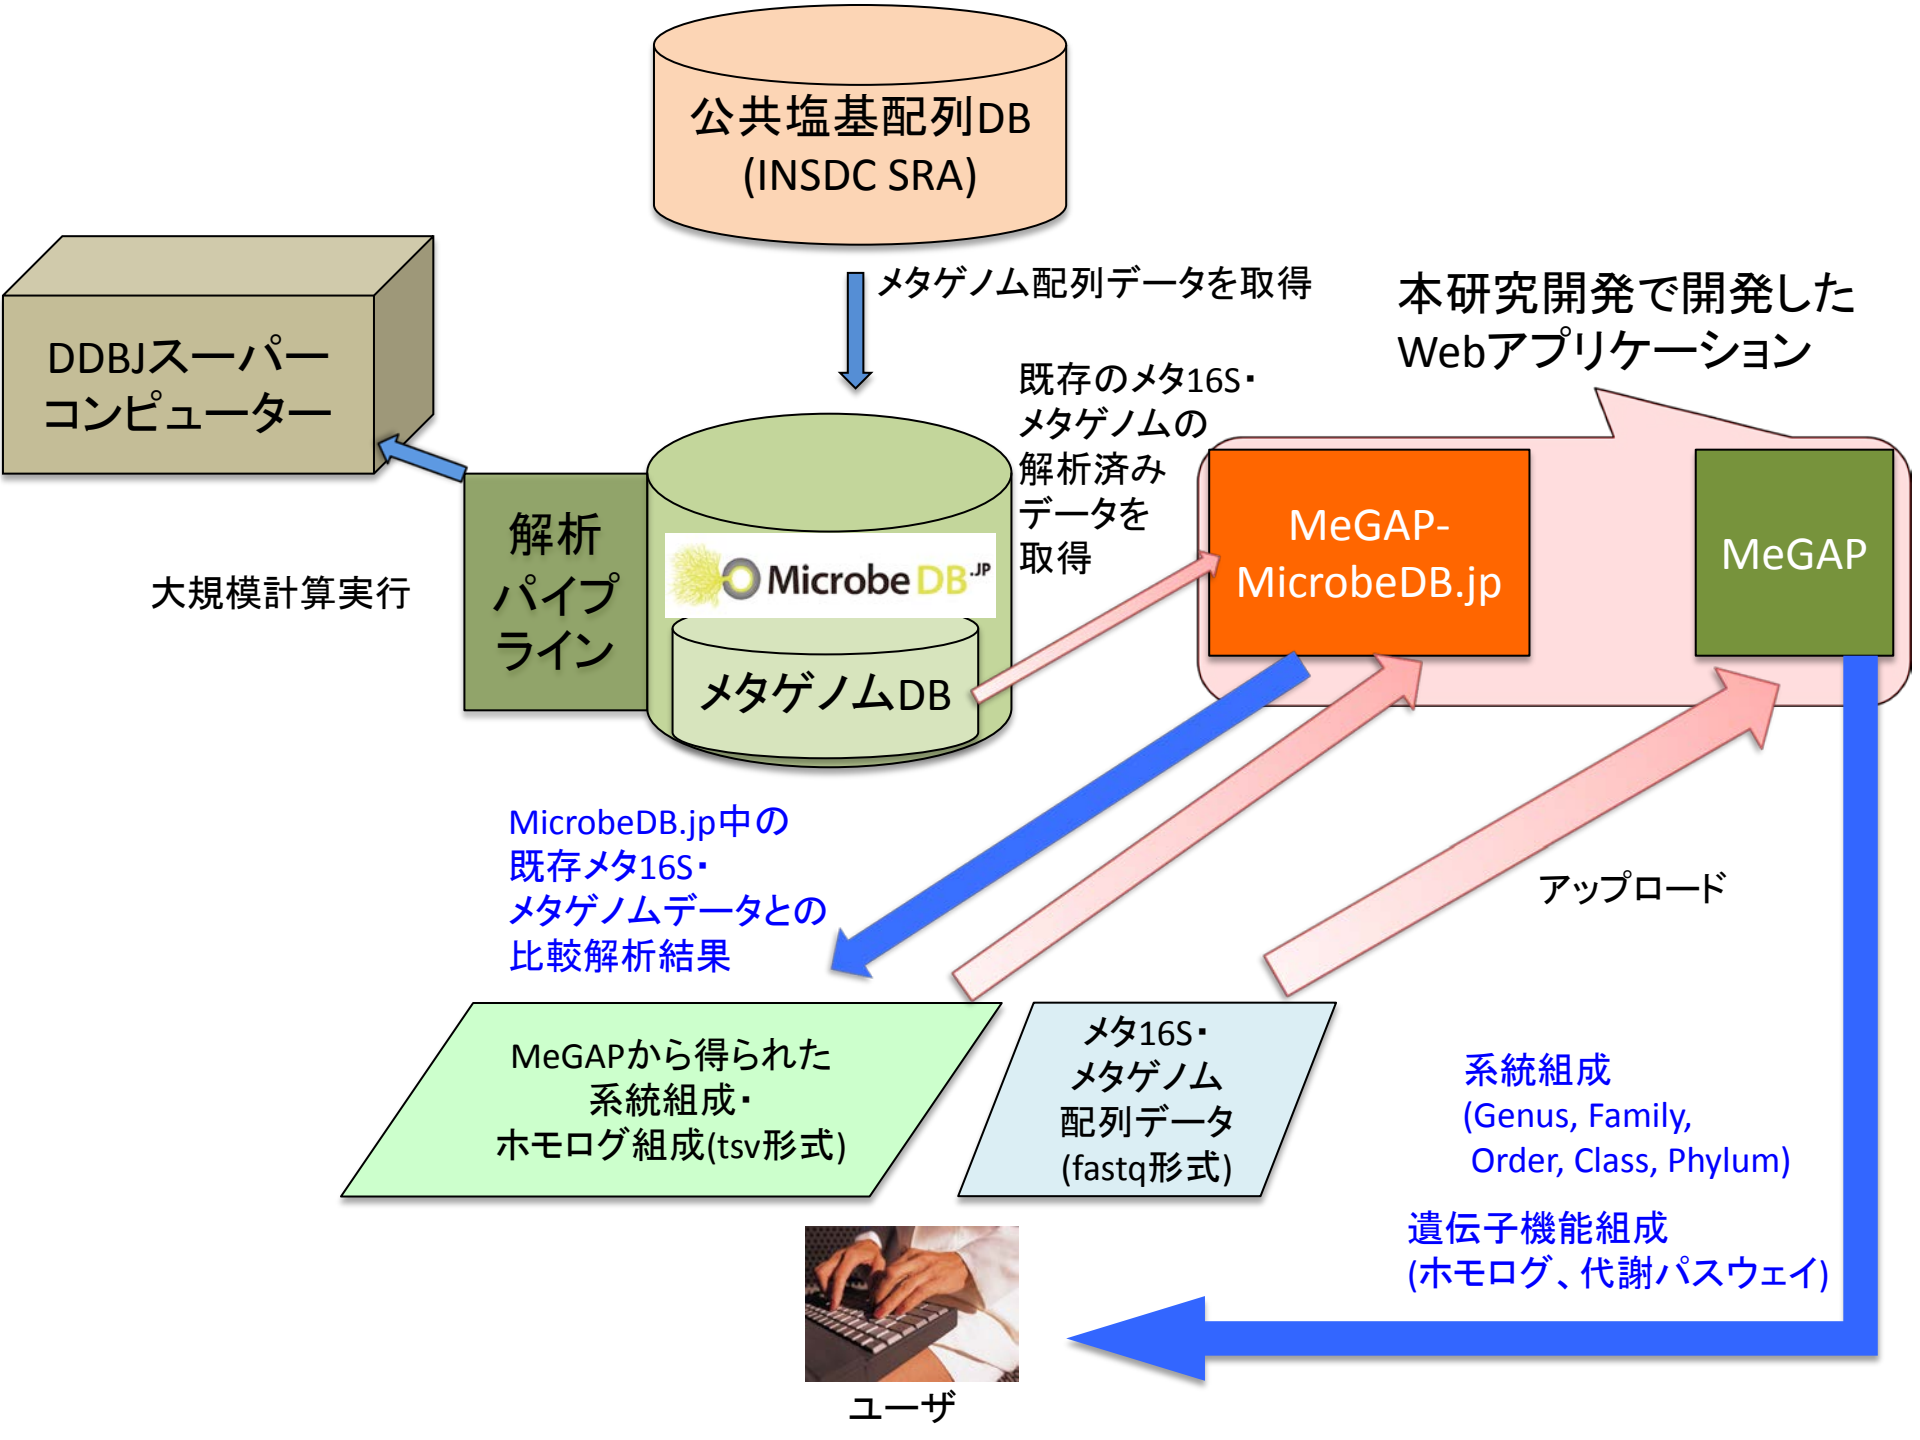 公共塩基配列DB
(INSDC SRA)
メタゲノム配列データを取得
本研究開発で開発した
Webアプリケーション
DDBJスーパー
コンピューター
既存のメタ16S・
メタゲノムの
解析済み
データを
取得
解析
パイプ
ライン
大規模計算実行
Microbe DB.JP
メタゲノムDB
MeGAP-
MicrobeDB.jp
MeGAP
MicrobeDB.jp中の
既存メタ16S・
メタゲノムデータとの
比較解析結果
アップロード
MeGAPから得られた
系統組成・
ホモログ組成(tsv形式)
メタ16S・
メタゲノム
配列データ
(fastq形式)
系統組成
(Genus, Family,
Order, Class, Phylum)
遺伝子機能組成
(ホモログ、代謝パスウェイ)
ユーザ